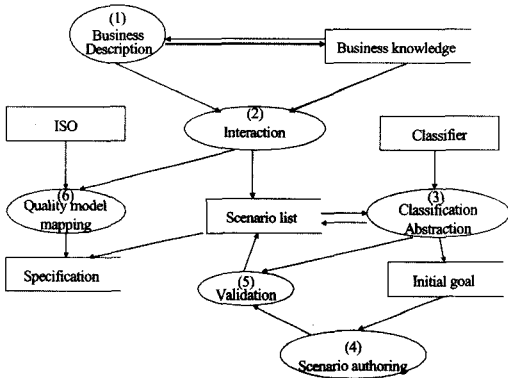 (1)
Business
Description
Business knowledge
(2)
Interaction
ISO
Classifier
(6)
Quality model
mapping
Scenario list
(3)
Classification
Abstraction
Specification
(5)
Validation
Initial goal
(4)
Scenario authoring